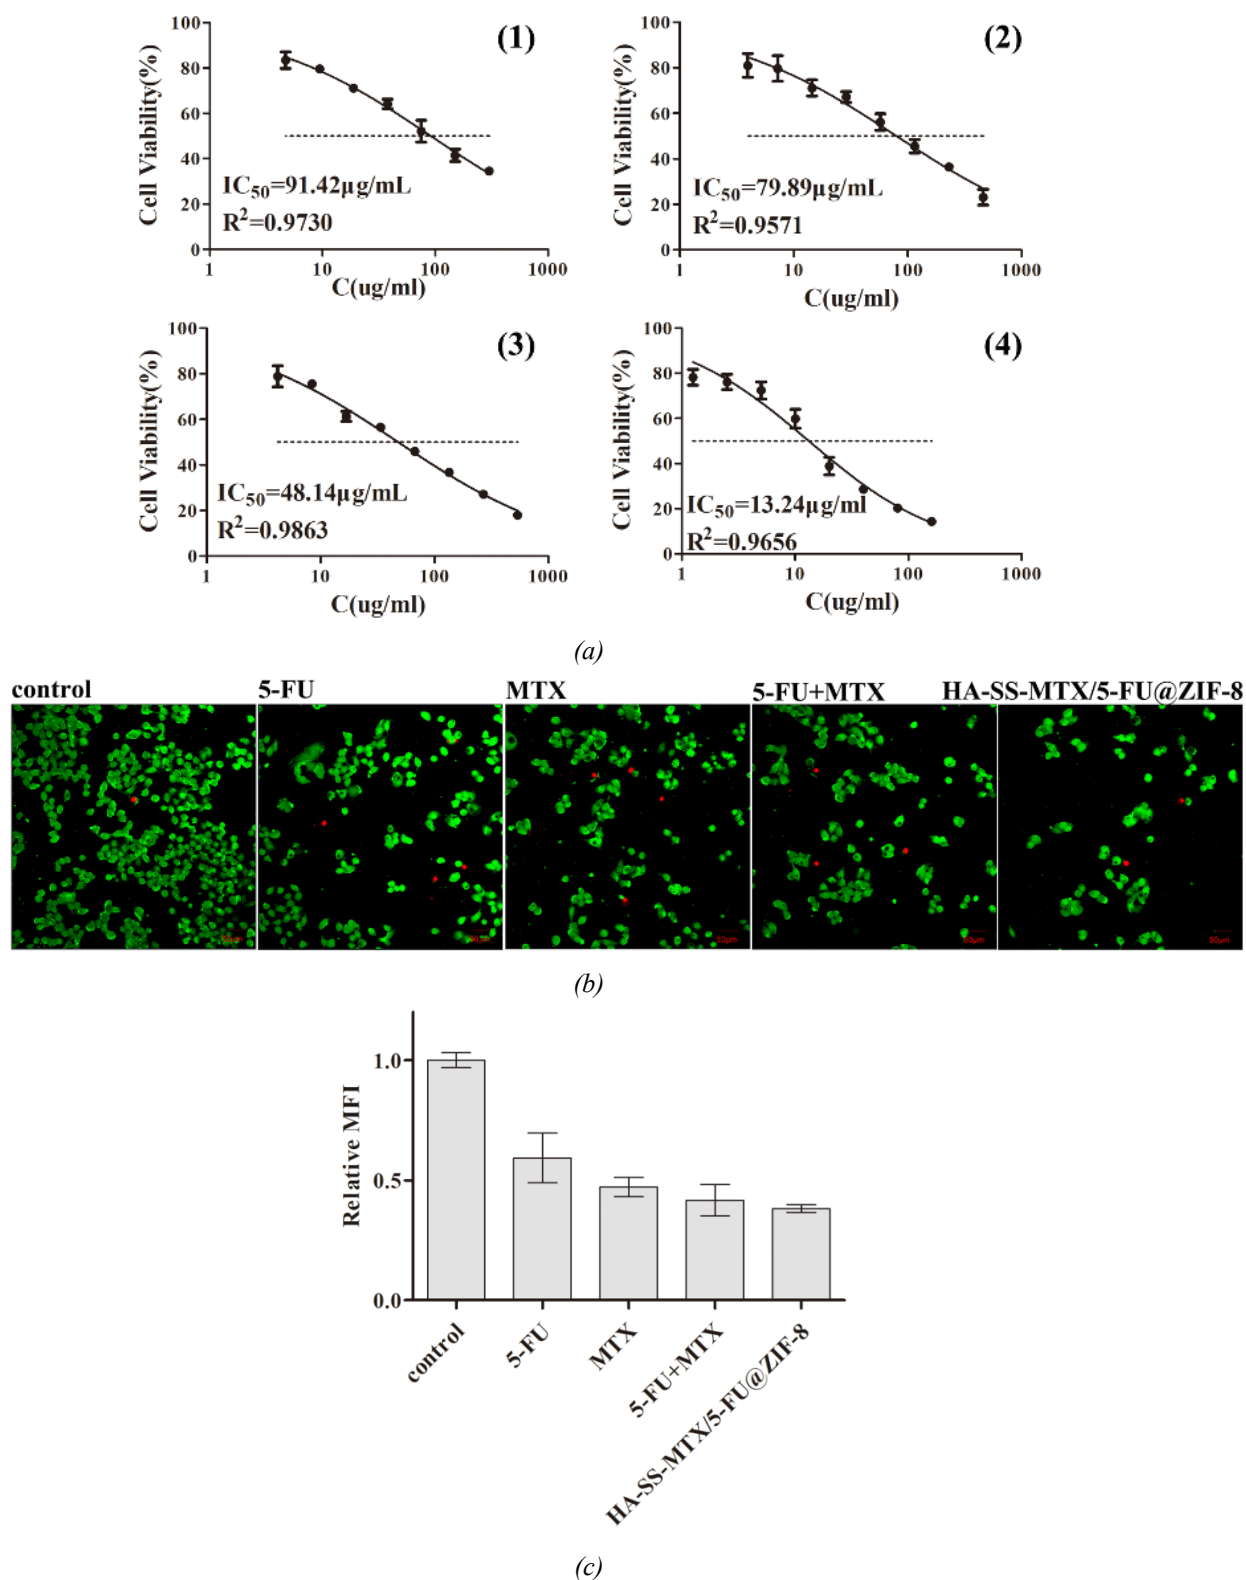 (1)
100
80
60
40
20
0
Cell Viability(%)
IC50=91.42µg/mL
R2=0.9730
1 10 100 1000
C(ug/ml)
(2)
100
80
60
40
20
0
Cell Viability(%)
IC50=79.89µg/mL
R2=0.9571
1 10 100 1000
C(ug/ml)
(3)
100
80
60
40
20
0
Cell Viability(%)
IC50=48.14µg/mL
R2=0.9863
1 10 100 1000
C(ug/ml)
(4)
100
80
60
40
20
0
Cell Viability(%)
IC50=13.24µg/ml
R2=0.9656
1 10 100 1000
C(ug/ml)
(a)
control 5-FU MTX 5-FU+MTX HA-SS-MTX/5-FU@ZIF-8
50µm 50µm 50µm 50µm
(b)
Relative MFI
1.0
0.5
0.0
control
5-FU
MTX
5-FU+MTX
HA-SS-MTX/5-FU@ZIF-8
(c)